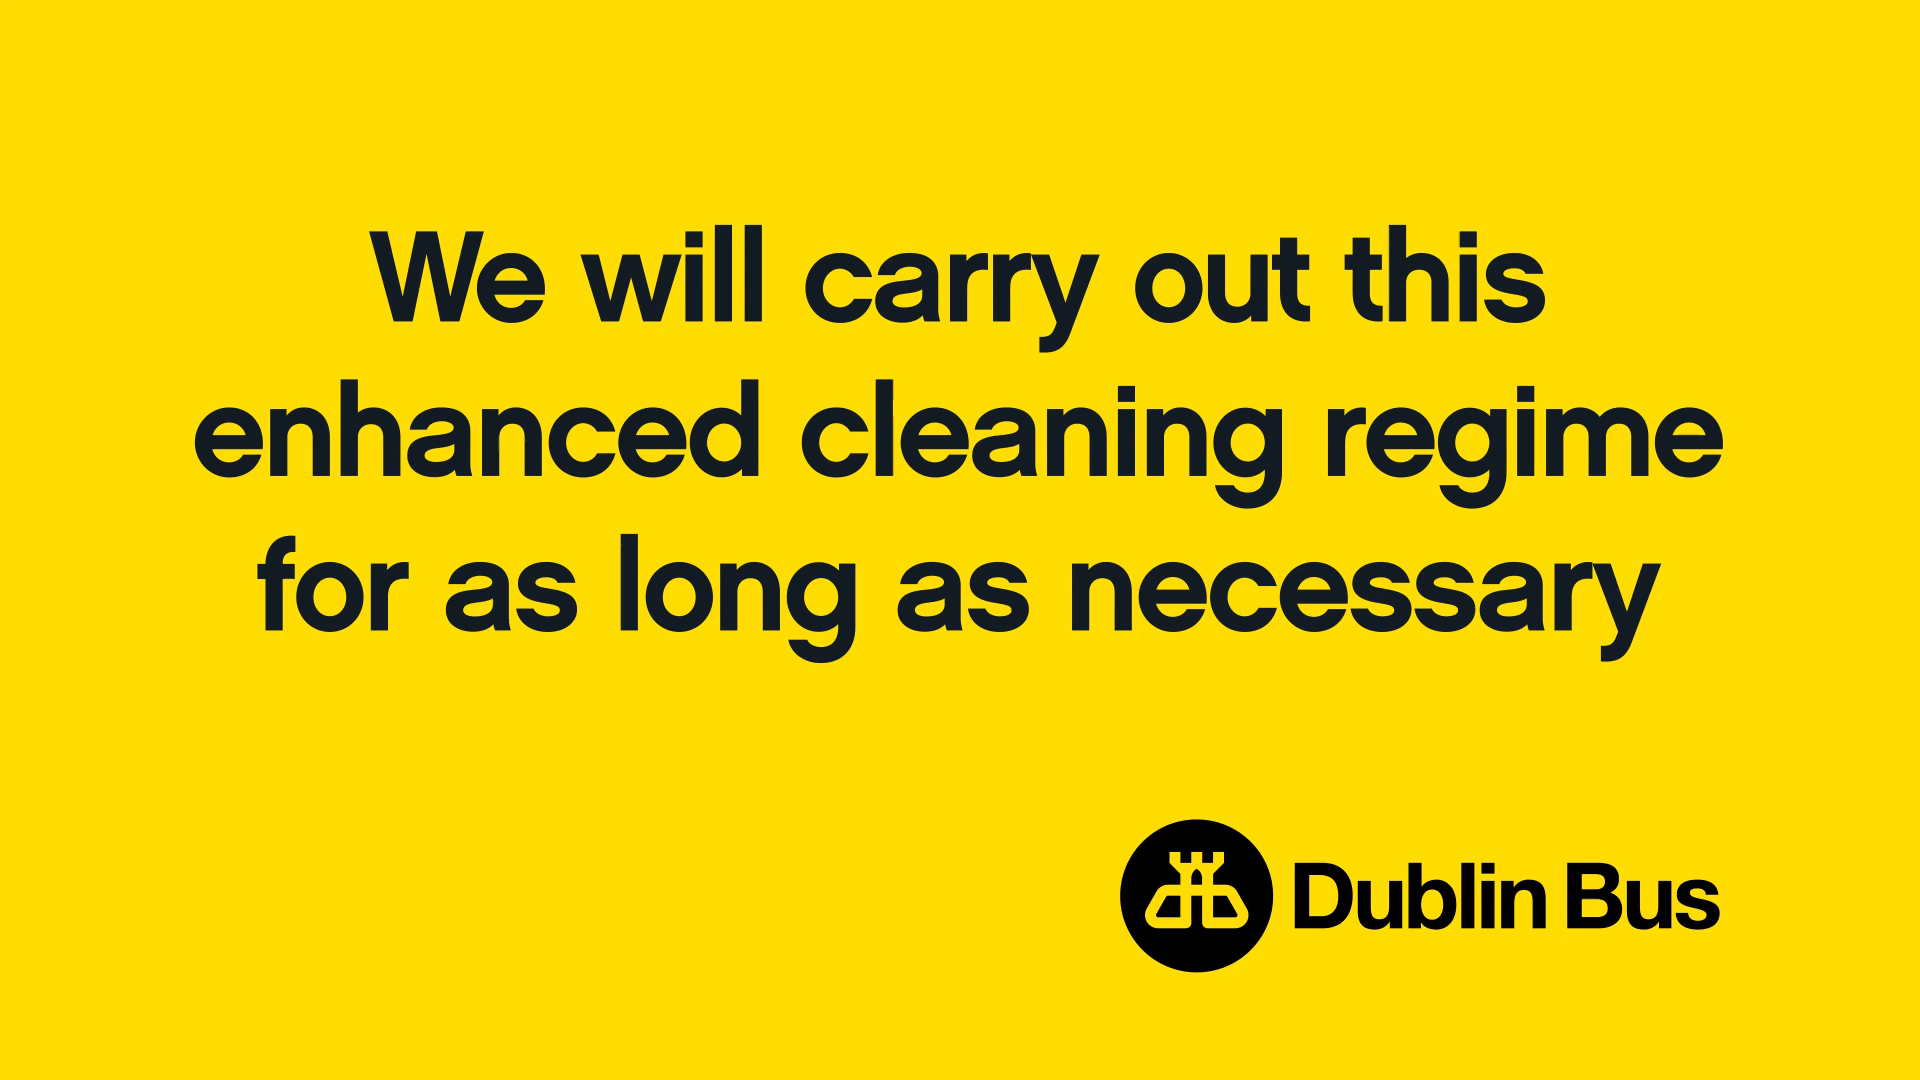 We will carry out this
enhanced cleaning regime
for as long as necessary
Dublin Bus